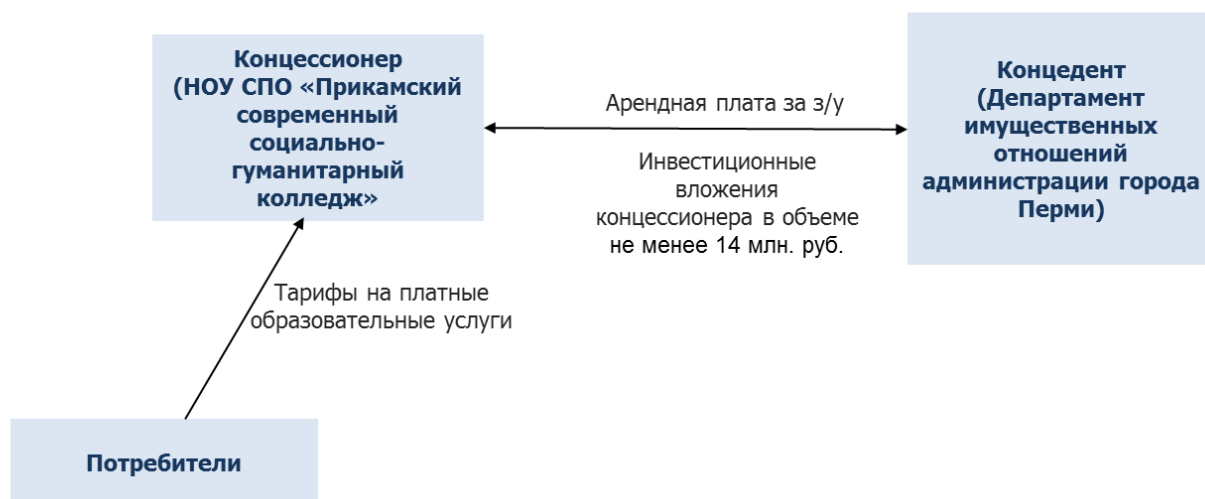 Концессионер
(НОУ СПО «Прикамский
современный
социально-
гуманитарный
колледж»
Арендная плата за з/у
Инвестиционные
вложения
концессионера в объеме
не менее 14 млн. руб.
Концедент
(Департамент
имущественных
отношений
администрации города
Перми)
Тарифы на платные
образовательные услуги
Потребители